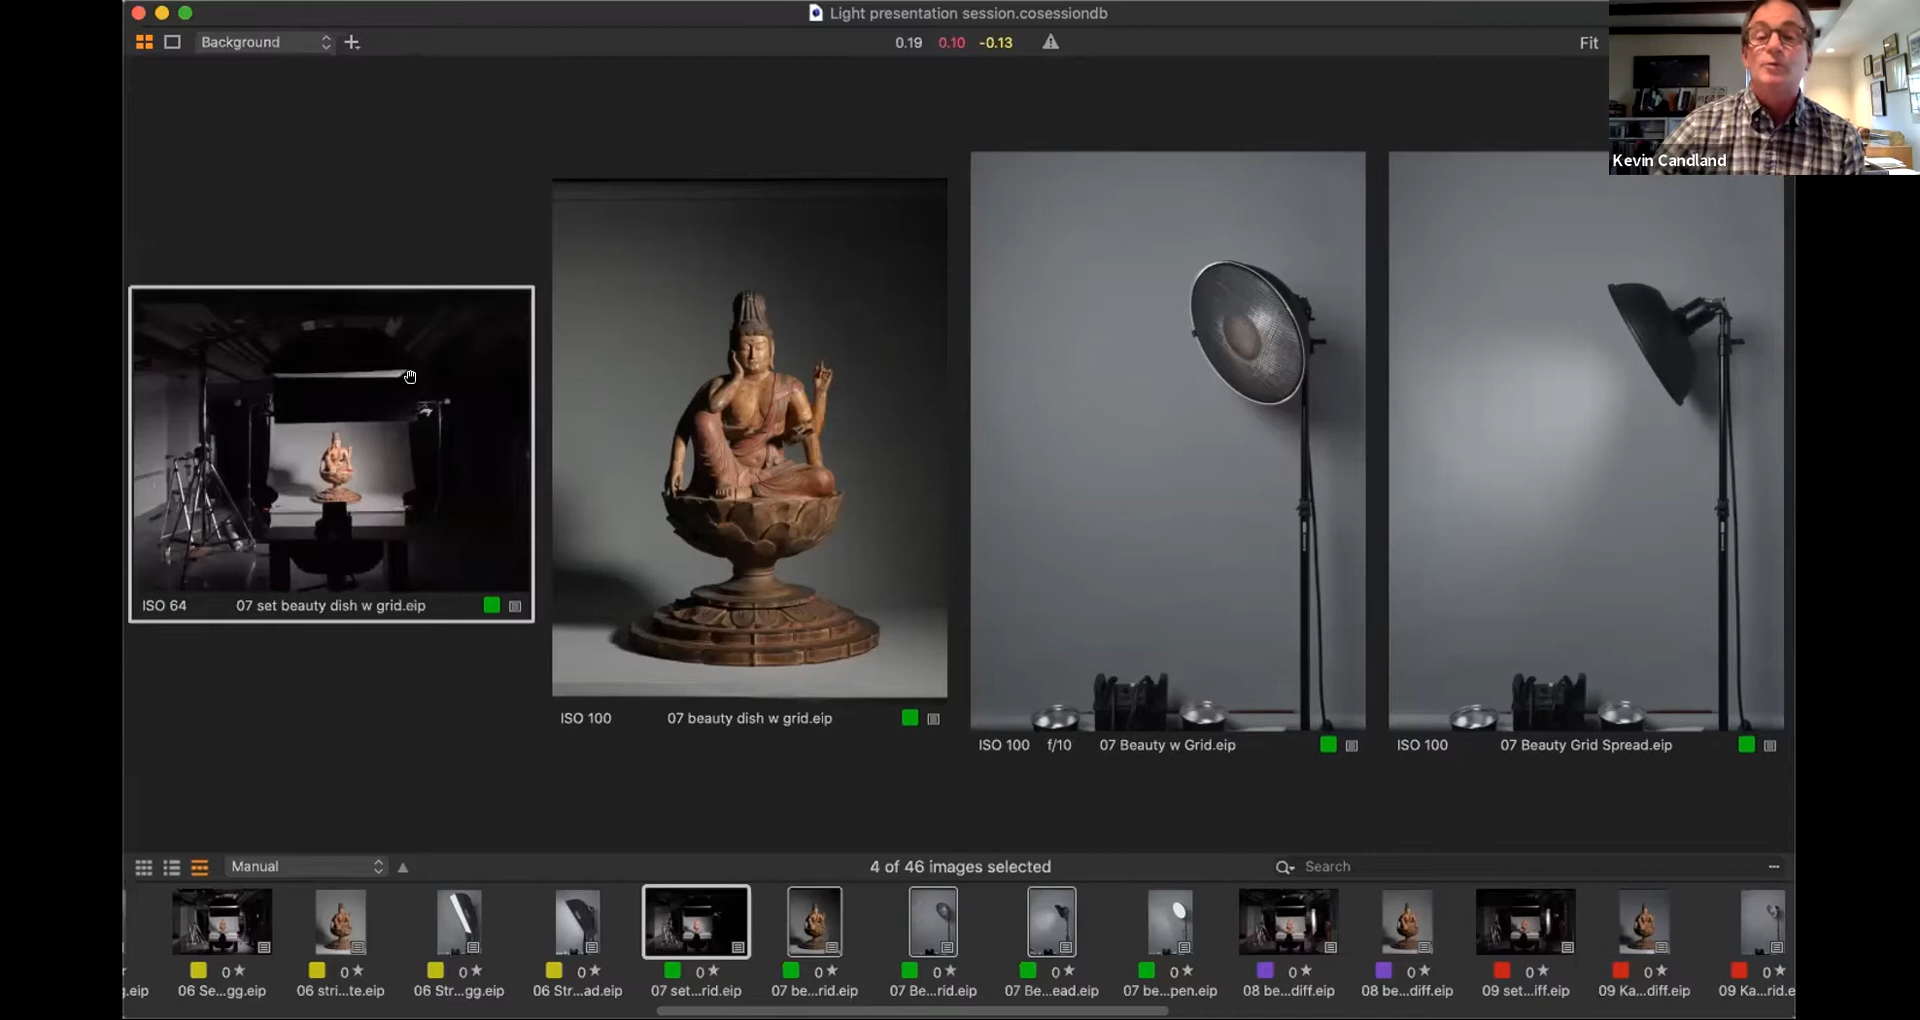 Light presentation session.cosessiondb
Background
0.19 0.10 -0.13
Fit
Kevin Candland
ISO 64 07 set beauty dish w grid.eip
ISO 100 07 beauty dish w grid.eip
ISO 100 f/10 07 Beauty w Grid.eip
ISO 100 07 Beauty Grid Spread.eip
Manual
4 of 46 images selected
Search
0 0 0 0 0 0 0 0 0 0 0 0 0 0
g.eip 06 Se...gg.eip 06 stri...te.eip 06 Str...gg.eip 06 Str...ad.eip 07 set...rid.eip 07 be...rid.eip 07 Be...rid.eip 07 Be...ead.eip 07 be...pen.eip 08 be...diff.eip 08 be...diff.eip 09 set...iff.eip 09 Ka...diff.eip 09 Ka...rid.e